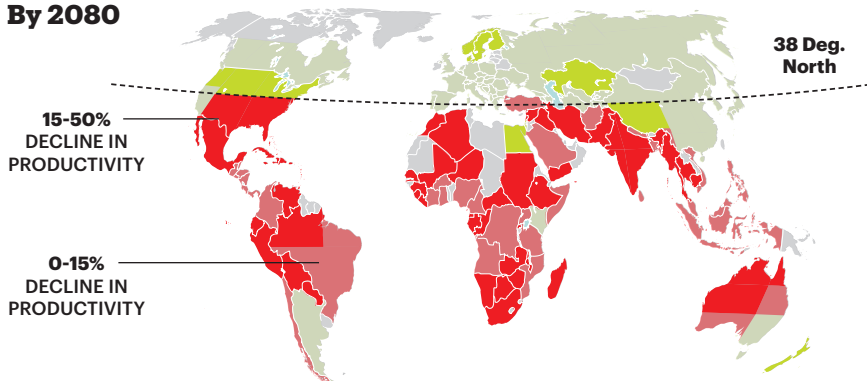 By 2080
38 Deg.
North
15-50%
DECLINE IN
PRODUCTIVITY
0-15%
DECLINE IN
PRODUCTIVITY